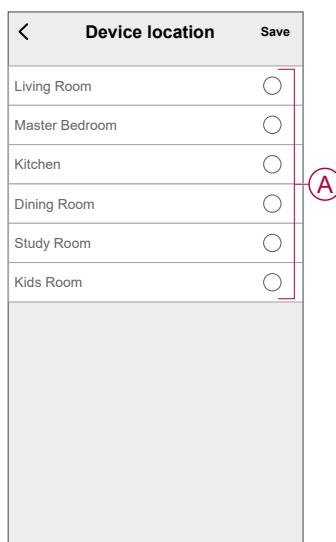 Device location Save
Living Room
Master Bedroom
Kitchen
A
Dining Room
Study Room
Kids Room